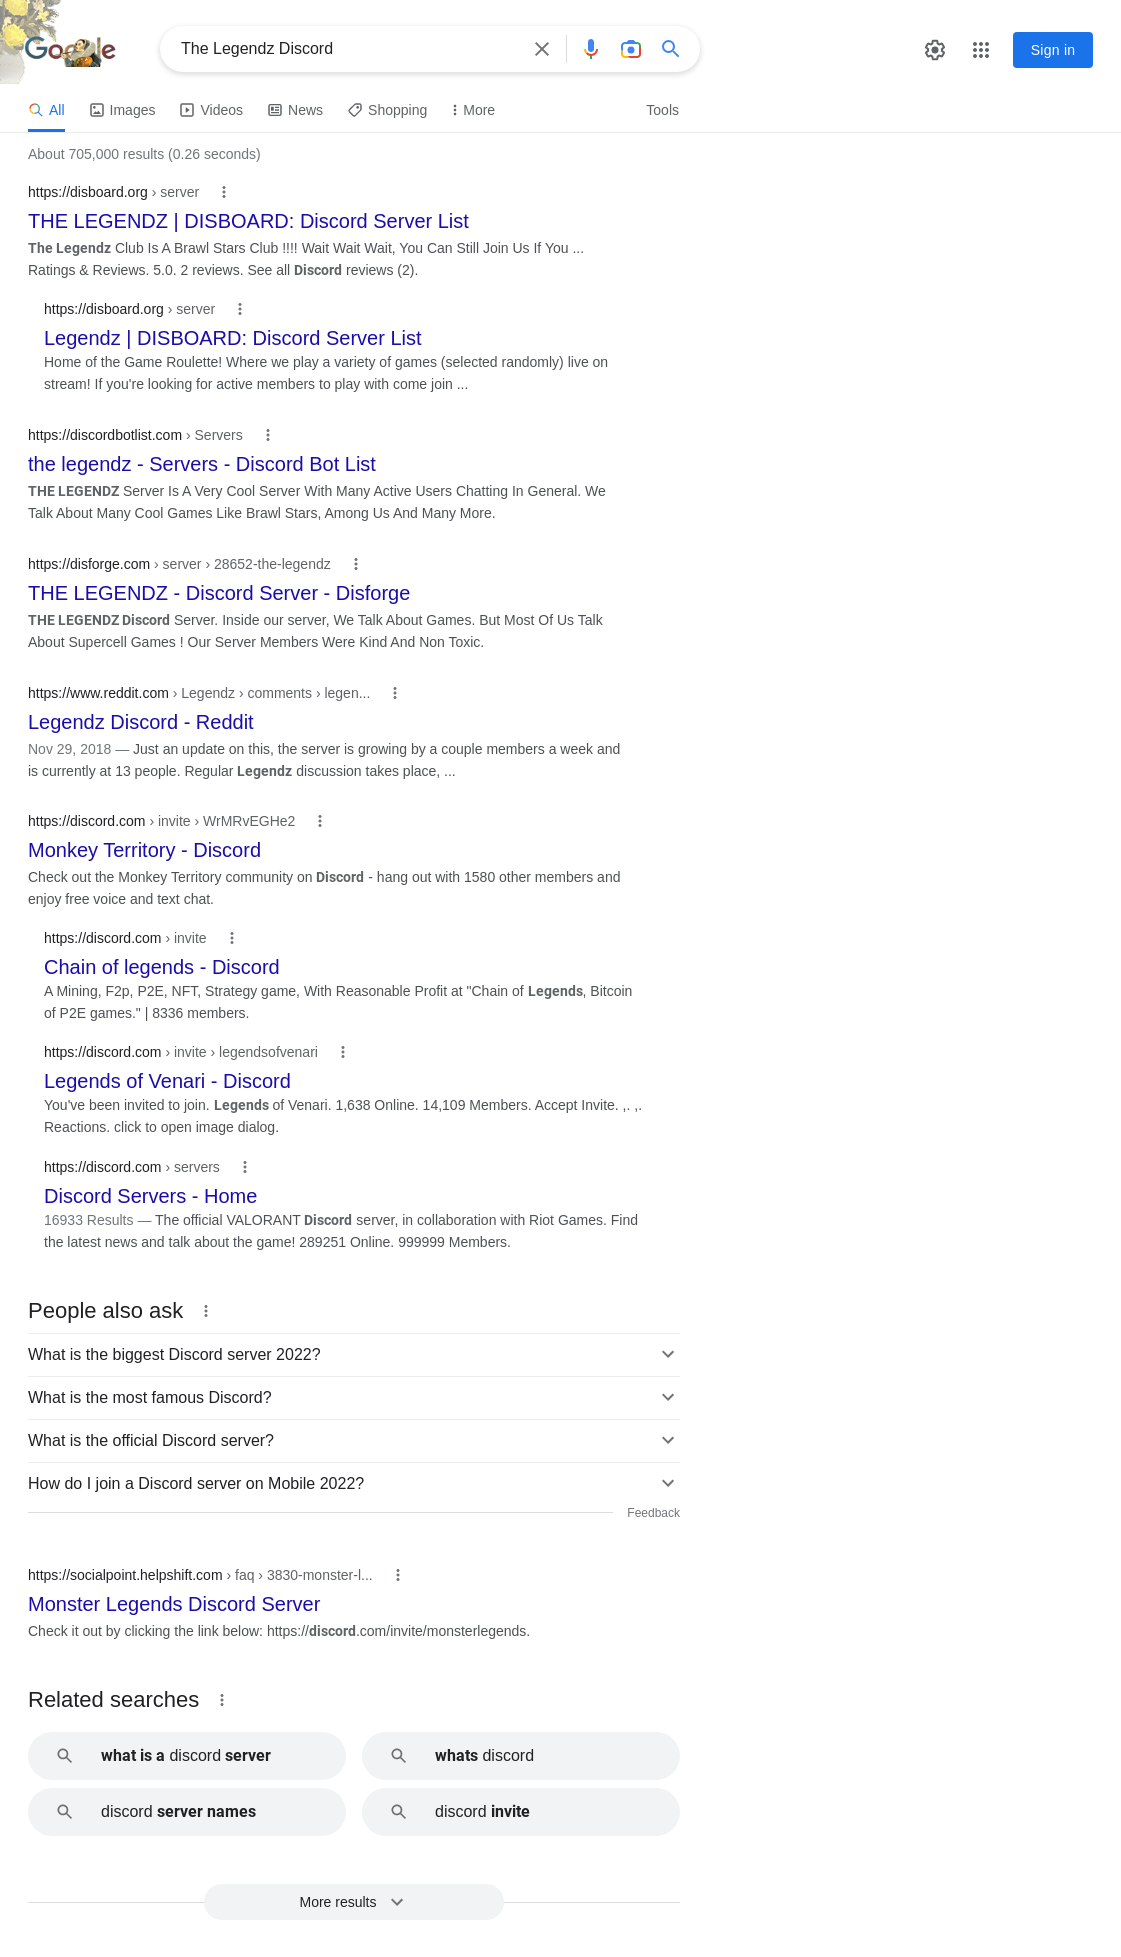 Google
The Legendz Discord
Sign in
All
Images
Videos
News
Shopping
More
Tools
About 705,000 results (0.26 seconds)
https://disboard.org › server
THE LEGENDZ | DISBOARD: Discord Server List
The Legendz Club Is A Brawl Stars Club !!!! Wait Wait Wait, You Can Still Join Us If You ...
Ratings & Reviews. 5.0. 2 reviews. See all Discord reviews (2).
https://disboard.org › server
Legendz | DISBOARD: Discord Server List
Home of the Game Roulette! Where we play a variety of games (selected randomly) live on
stream! If you're looking for active members to play with come join ...
https://discordbotlist.com › Servers
the legendz - Servers - Discord Bot List
THE LEGENDZ Server Is A Very Cool Server With Many Active Users Chatting In General. We
Talk About Many Cool Games Like Brawl Stars, Among Us And Many More.
https://disforge.com › server › 28652-the-legendz
THE LEGENDZ - Discord Server - Disforge
THE LEGENDZ Discord Server. Inside our server, We Talk About Games. But Most Of Us Talk
About Supercell Games ! Our Server Members Were Kind And Non Toxic.
https://www.reddit.com › Legendz › comments › legen...
Legendz Discord - Reddit
Nov 29, 2018 — Just an update on this, the server is growing by a couple members a week and
is currently at 13 people. Regular Legendz discussion takes place, ...
https://discord.com › invite › WrMRvEGHe2
Monkey Territory - Discord
Check out the Monkey Territory community on Discord - hang out with 1580 other members and
enjoy free voice and text chat.
https://discord.com › invite
Chain of legends - Discord
A Mining, F2p, P2E, NFT, Strategy game, With Reasonable Profit at "Chain of Legends, Bitcoin
of P2E games." | 8336 members.
https://discord.com › invite › legendsofvenari
Legends of Venari - Discord
You've been invited to join. Legends of Venari. 1,638 Online. 14,109 Members. Accept Invite. ,. ,.
Reactions. click to open image dialog.
https://discord.com › servers
Discord Servers - Home
16933 Results — The official VALORANT Discord server, in collaboration with Riot Games. Find
the latest news and talk about the game! 289251 Online. 999999 Members.
People also ask
What is the biggest Discord server 2022?
What is the most famous Discord?
What is the official Discord server?
How do I join a Discord server on Mobile 2022?
Feedback
https://socialpoint.helpshift.com › faq › 3830-monster-l...
Monster Legends Discord Server
Check it out by clicking the link below: https://discord.com/invite/monsterlegends.
Related searches
what is a discord server
whats discord
discord server names
discord invite
More results